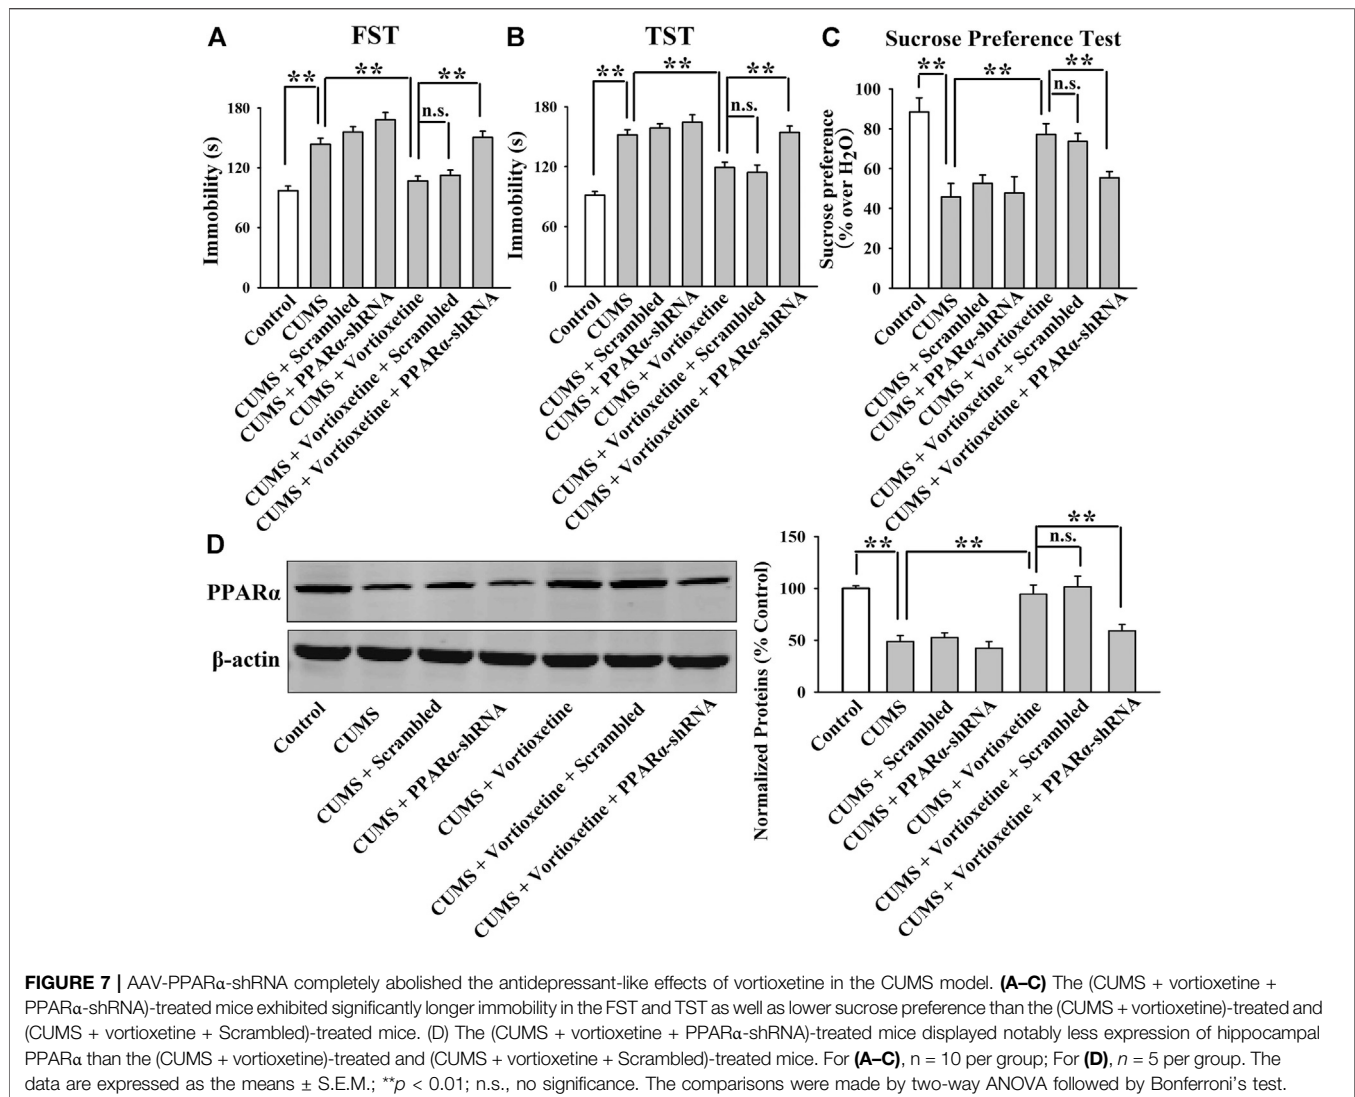 A
FST
Immobility (s)
180
120
60
0
**
**
**
n.s.
Control
CUMS
CUMS + Scrambled
CUMS + PPARα-shRNA
CUMS + Vortioxetine
CUMS + Vortioxetine + Scrambled
CUMS + Vortioxetine + PPARα-shRNA
B
TST
Immobility (s)
180
120
60
0
**
**
**
n.s.
Control
CUMS
CUMS + Scrambled
CUMS + PPARα-shRNA
CUMS + Vortioxetine
CUMS + Vortioxetine + Scrambled
CUMS + Vortioxetine + PPARα-shRNA
C
Sucrose Preference Test
Sucrose preference
(% over H2O)
100
80
60
40
20
0
**
**
**
n.s.
Control
CUMS
CUMS + Scrambled
CUMS + PPARα-shRNA
CUMS + Vortioxetine
CUMS + Vortioxetine + Scrambled
CUMS + Vortioxetine + PPARα-shRNA
D
PPARα
β-actin
Control
CUMS
CUMS + Scrambled
CUMS + PPARα-shRNA
CUMS + Vortioxetine
CUMS + Vortioxetine + Scrambled
CUMS + Vortioxetine + PPARα-shRNA
Normalized Proteins (% Control)
150
100
50
0
**
**
**
n.s.
Control
CUMS
CUMS + Scrambled
CUMS + PPARα-shRNA
CUMS + Vortioxetine
CUMS + Vortioxetine + Scrambled
CUMS + Vortioxetine + PPARα-shRNA
FIGURE 7 | AAV-PPARα-shRNA completely abolished the antidepressant-like effects of vortioxetine in the CUMS model. (A–C) The (CUMS + vortioxetine +
PPARα-shRNA)-treated mice exhibited significantly longer immobility in the FST and TST as well as lower sucrose preference than the (CUMS + vortioxetine)-treated and
(CUMS + vortioxetine + Scrambled)-treated mice. (D) The (CUMS + vortioxetine + PPARα-shRNA)-treated mice displayed notably less expression of hippocampal
PPARα than the (CUMS + vortioxetine)-treated and (CUMS + vortioxetine + Scrambled)-treated mice. For (A–C), n = 10 per group; For (D), n = 5 per group. The
data are expressed as the means ± S.E.M.; **p < 0.01; n.s., no significance. The comparisons were made by two-way ANOVA followed by Bonferroni's test.